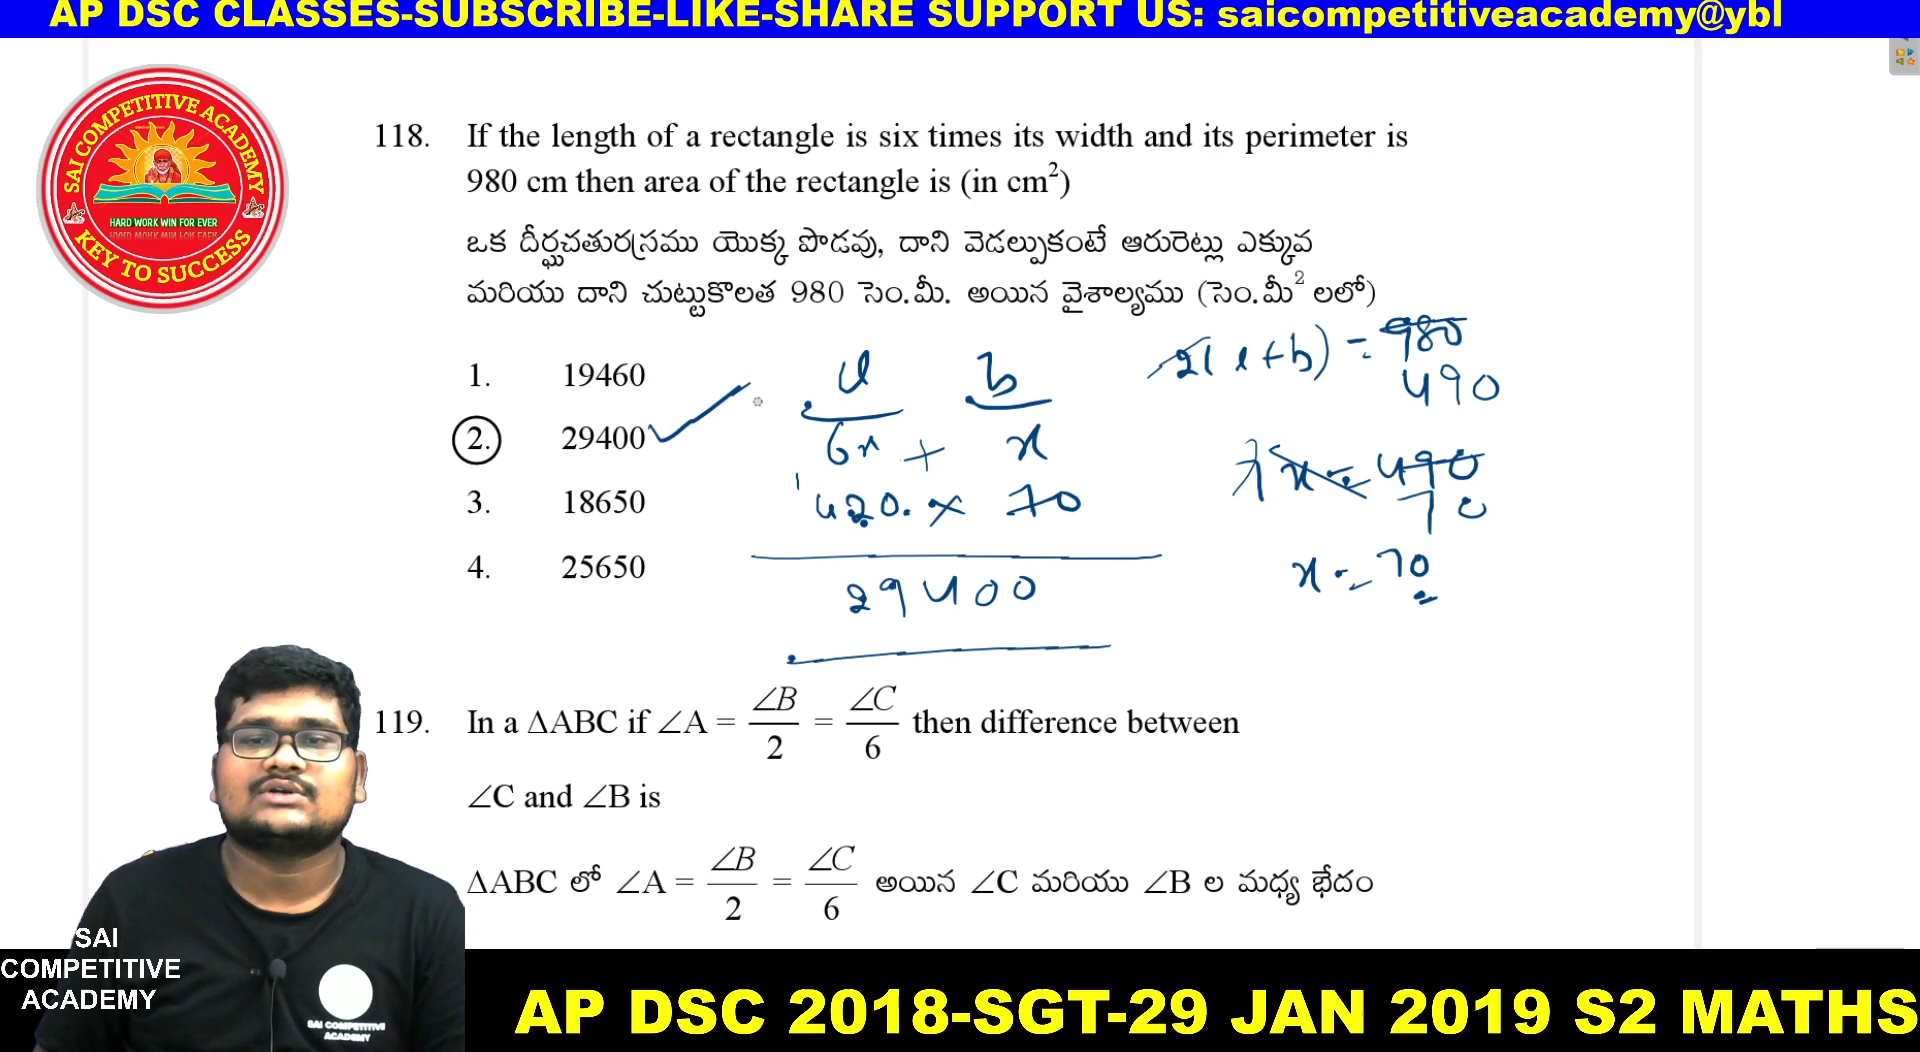 AP DSC CLASSES-SUBSCRIBE-LIKE-SHARE SUPPORT US: saicompetitiveacademy@ybl
SAI COMPETITIVE ACADEMY
HARD WORK WIN FOR EVER
KEY TO SUCCESS
118. If the length of a rectangle is six times its width and its perimeter is
980 cm then area of the rectangle is (in cm²)
ఒక దీర్ఘచతురస్రము యొక్క పొడవు, దాని వెడల్పుకంటే ఆరురెట్లు ఎక్కువ
మరియు దాని చుట్టుకొలత 980 సెం.మీ. అయిన వైశాల్యము (సెం.మీ² లలో)
1. 19460
2. 29400
3. 18650
4. 25650
l b
6x + x
420. × 70
29400
2(l+b) = 980
490
7x = 490
70
x = 70
119. In a ΔABC if ∠A = ∠B/2 = ∠C/6 then difference between
∠C and ∠B is
ΔABC లో ∠A = ∠B/2 = ∠C/6 అయిన ∠C మరియు ∠B ల మధ్య భేదం
SAI
COMPETITIVE
ACADEMY
SAI COMPETITIVE
ACADEMY
AP DSC 2018-SGT-29 JAN 2019 S2 MATHS